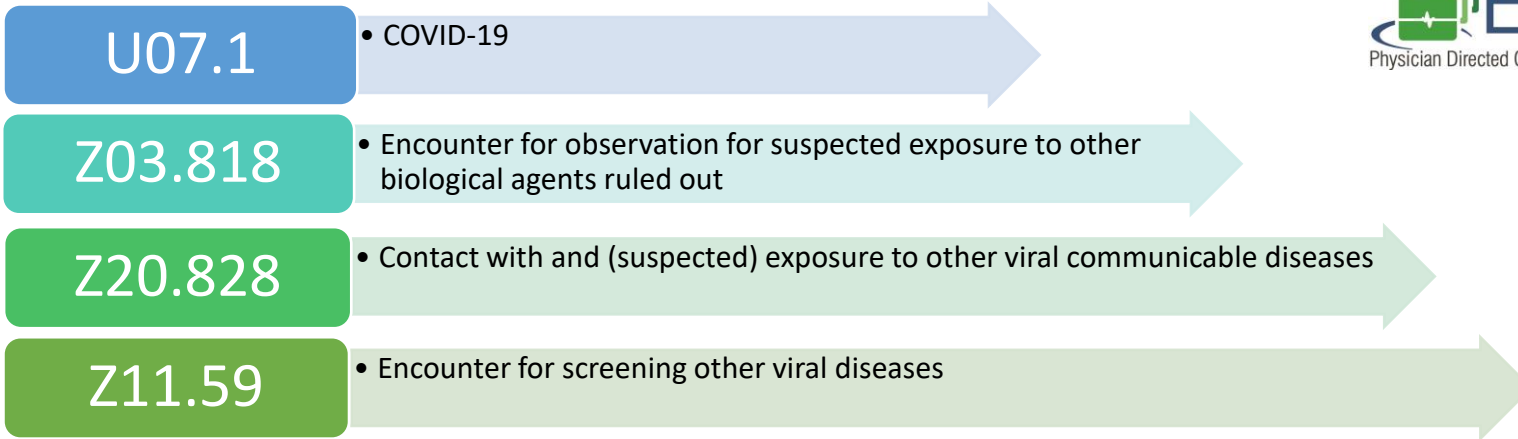 U07.1
• COVID-19
Physician Directed
Z03.818
• Encounter for observation for suspected exposure to other
biological agents ruled out
Z20.828
• Contact with and (suspected) exposure to other viral communicable diseases
Z11.59
• Encounter for screening other viral diseases